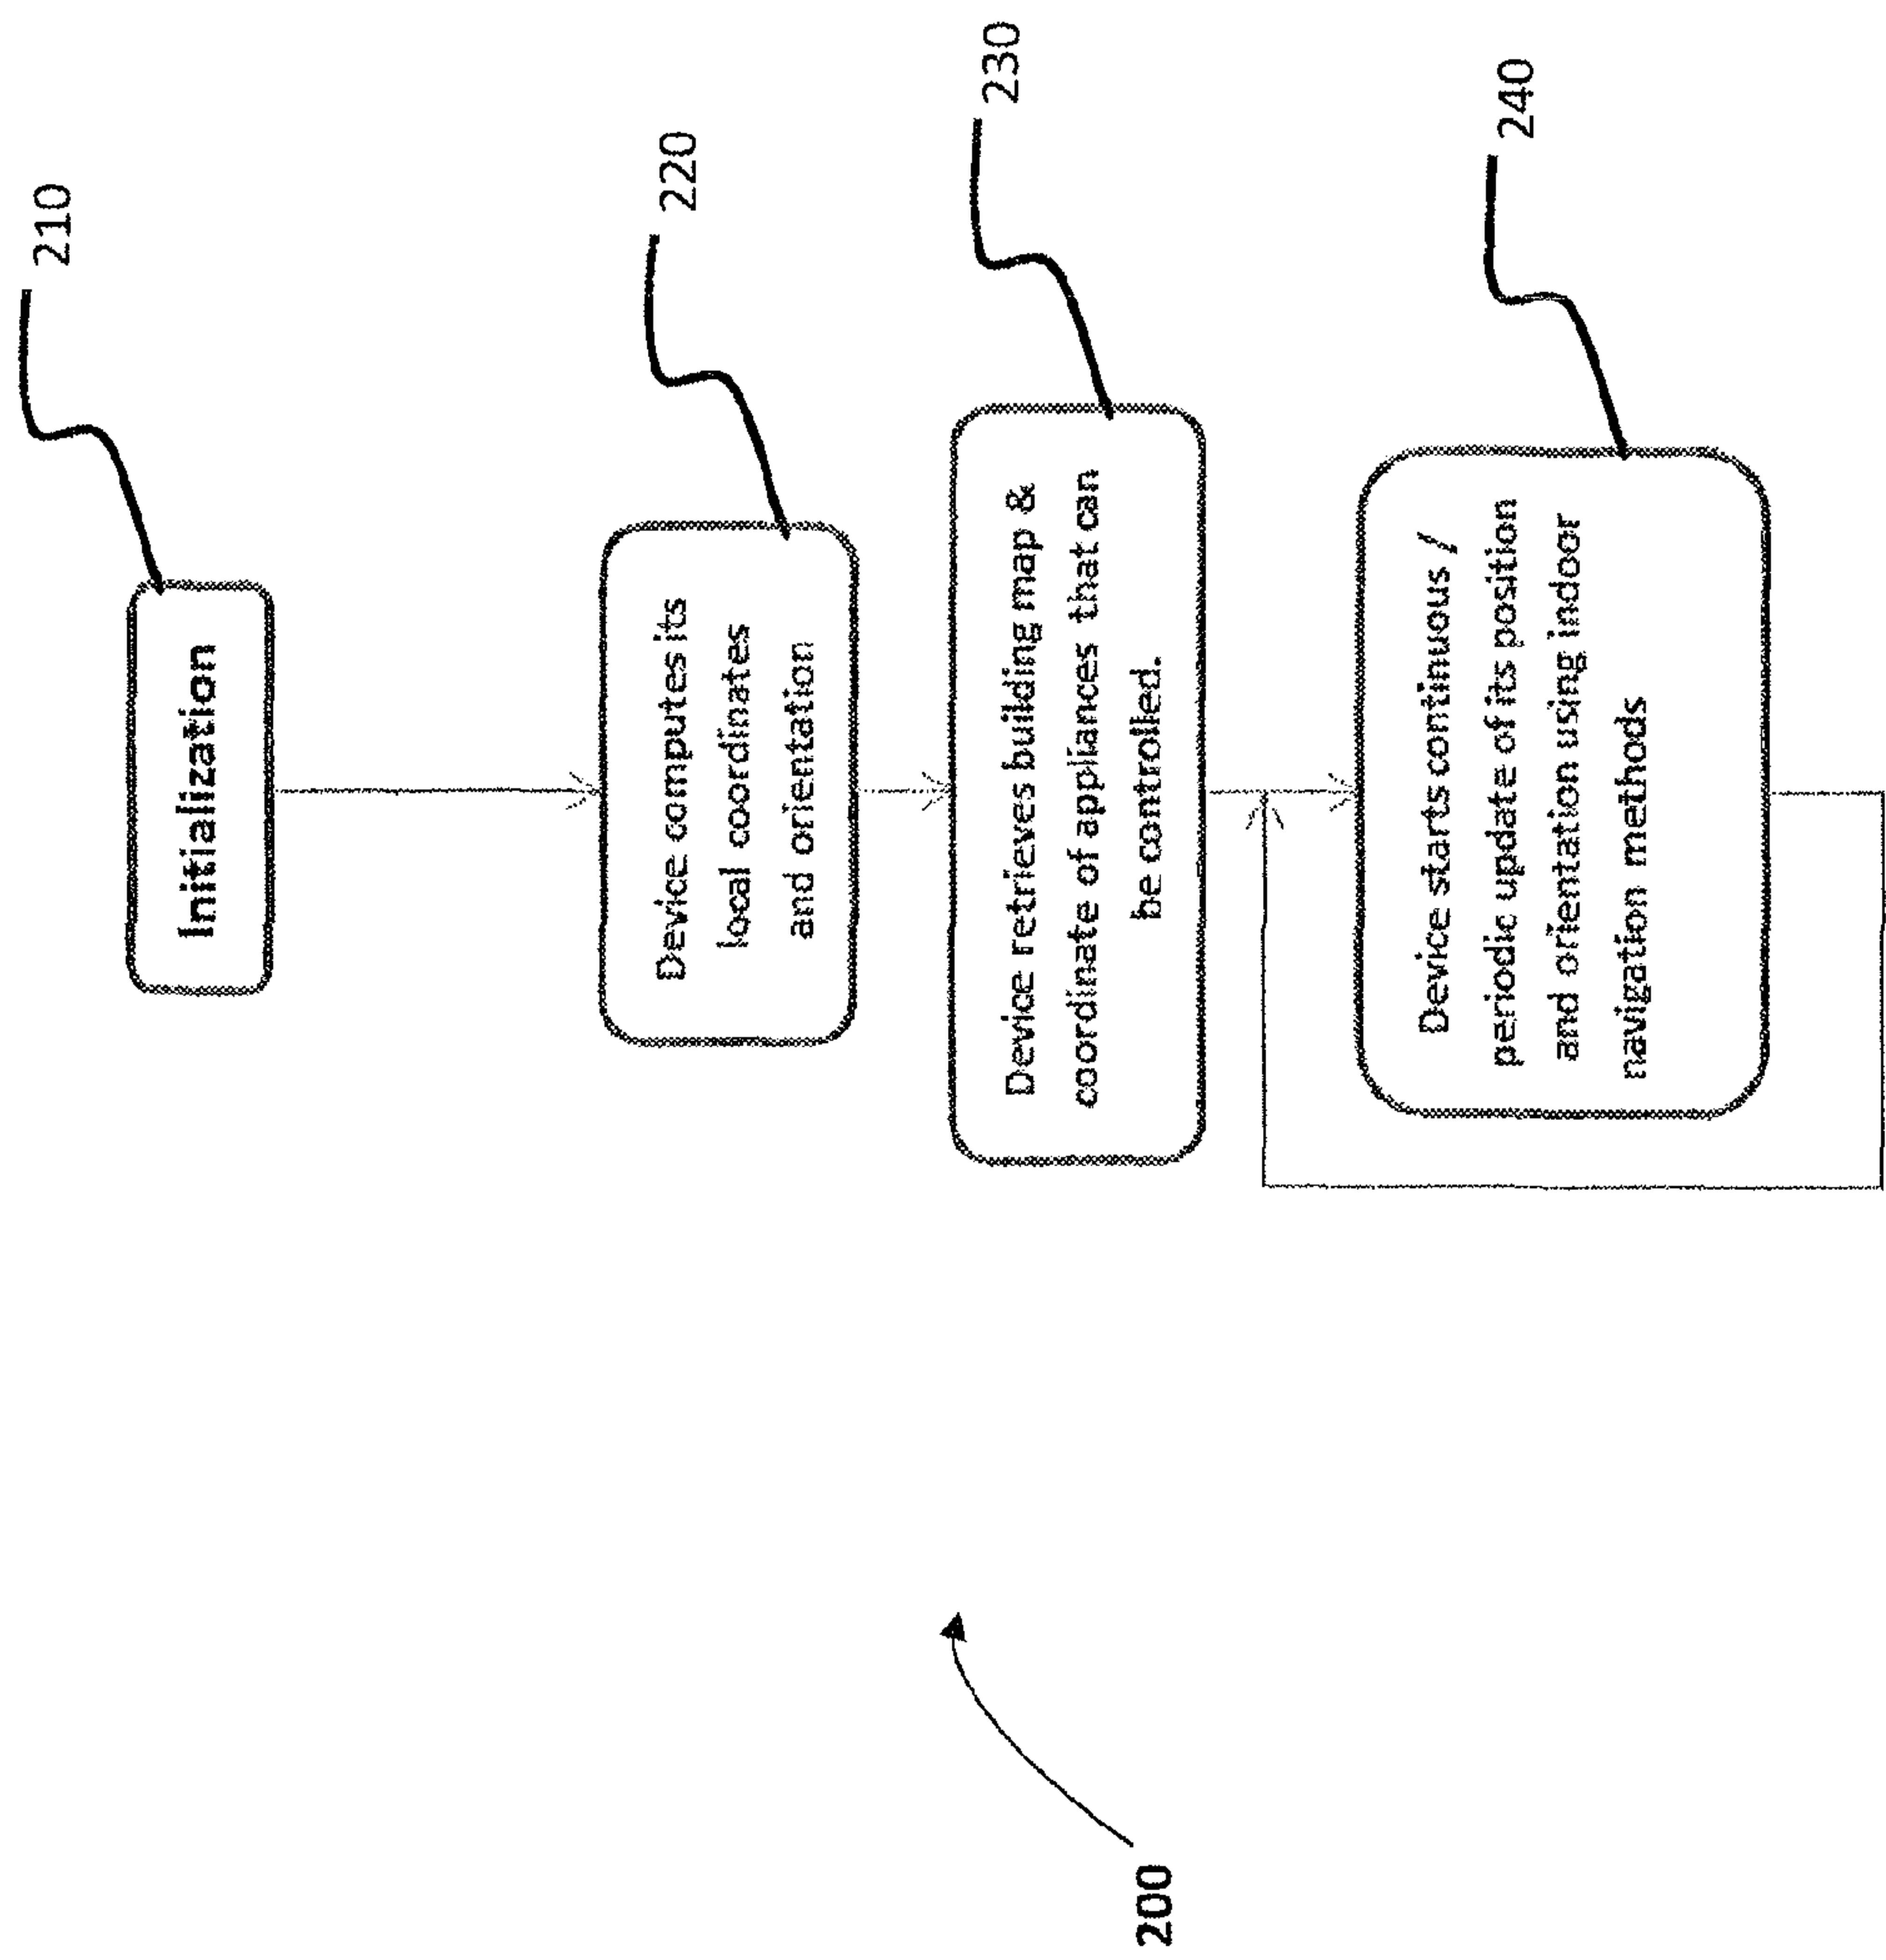 210
Initialization
220
Device computes its
local coordinates
and orientation
230
Device retrieves building map &
coordinate of appliances that can
be controlled.
240
Device starts continuous /
periodic update of its position
and orientation using indoor
navigation methods
200